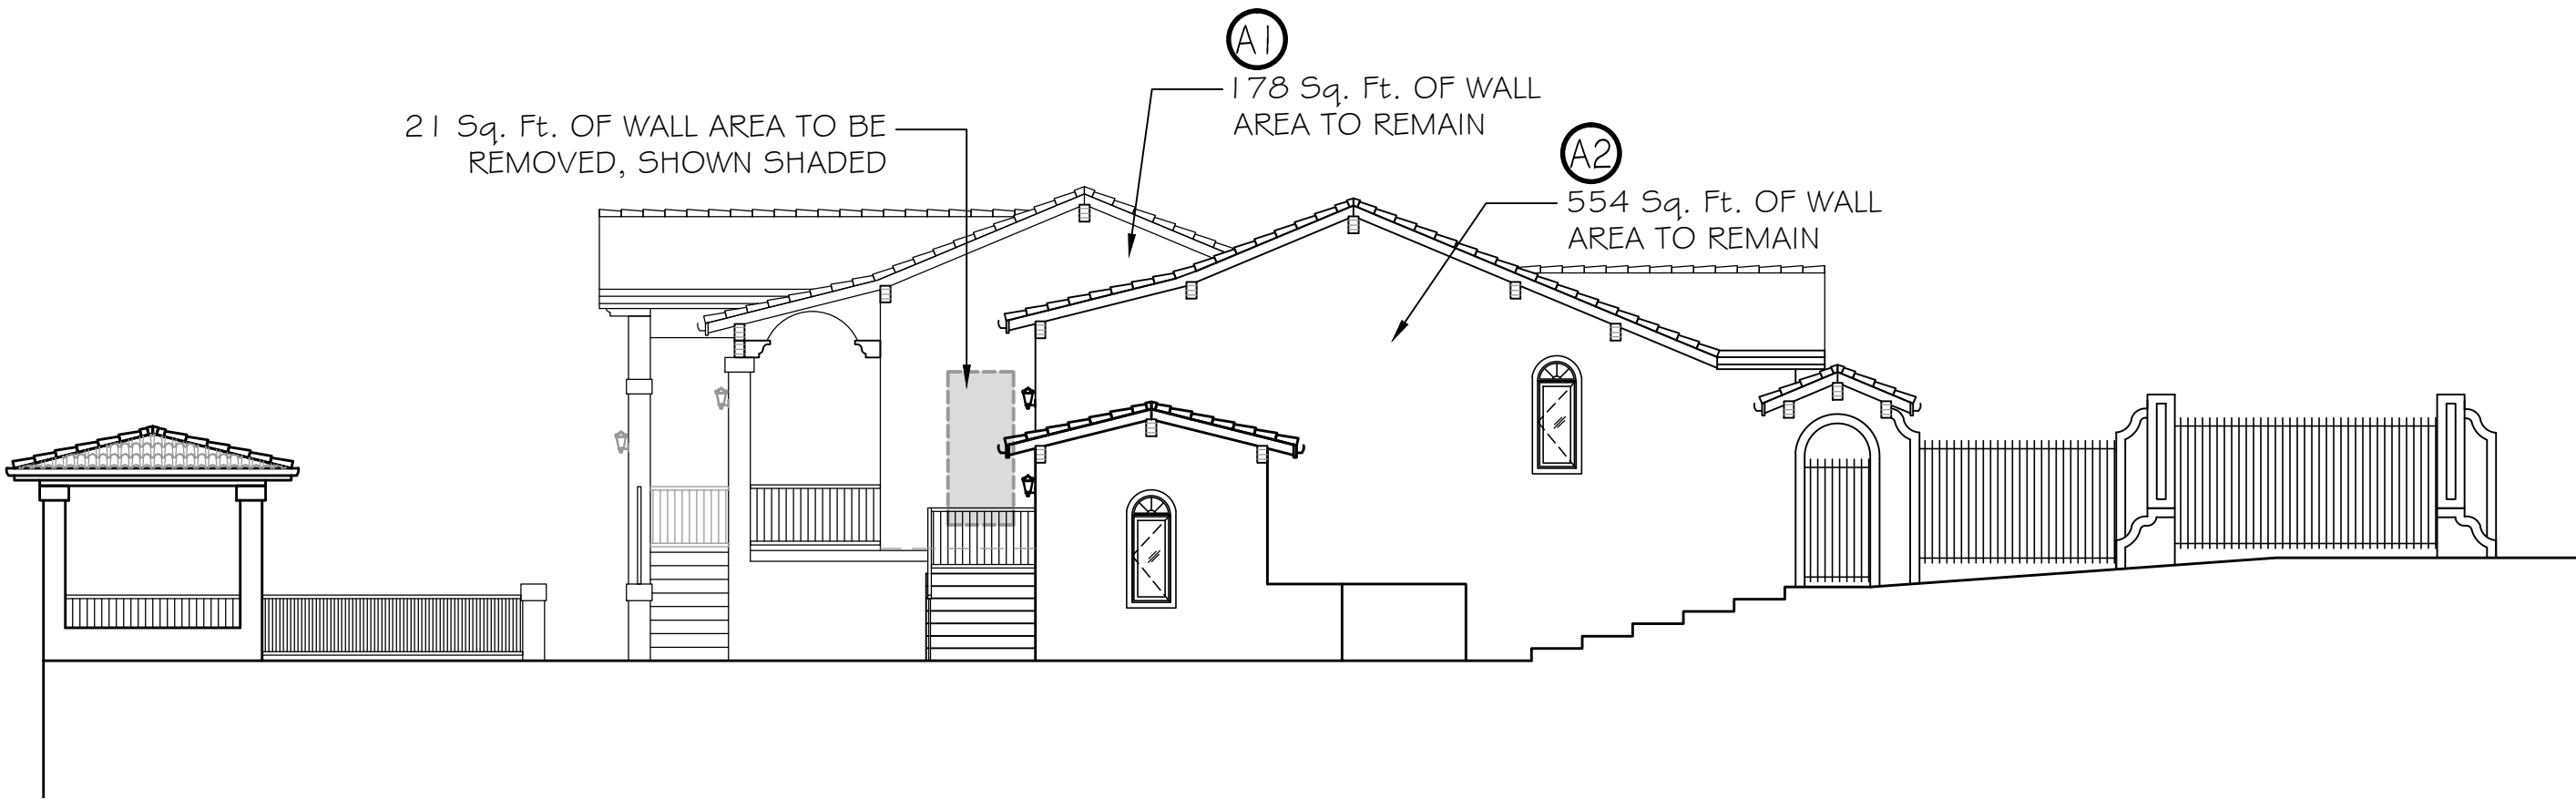 A1
178 Sq. Ft. OF WALL
AREA TO REMAIN
21 Sq. Ft. OF WALL AREA TO BE
REMOVED, SHOWN SHADED
A2
554 Sq. Ft. OF WALL
AREA TO REMAIN